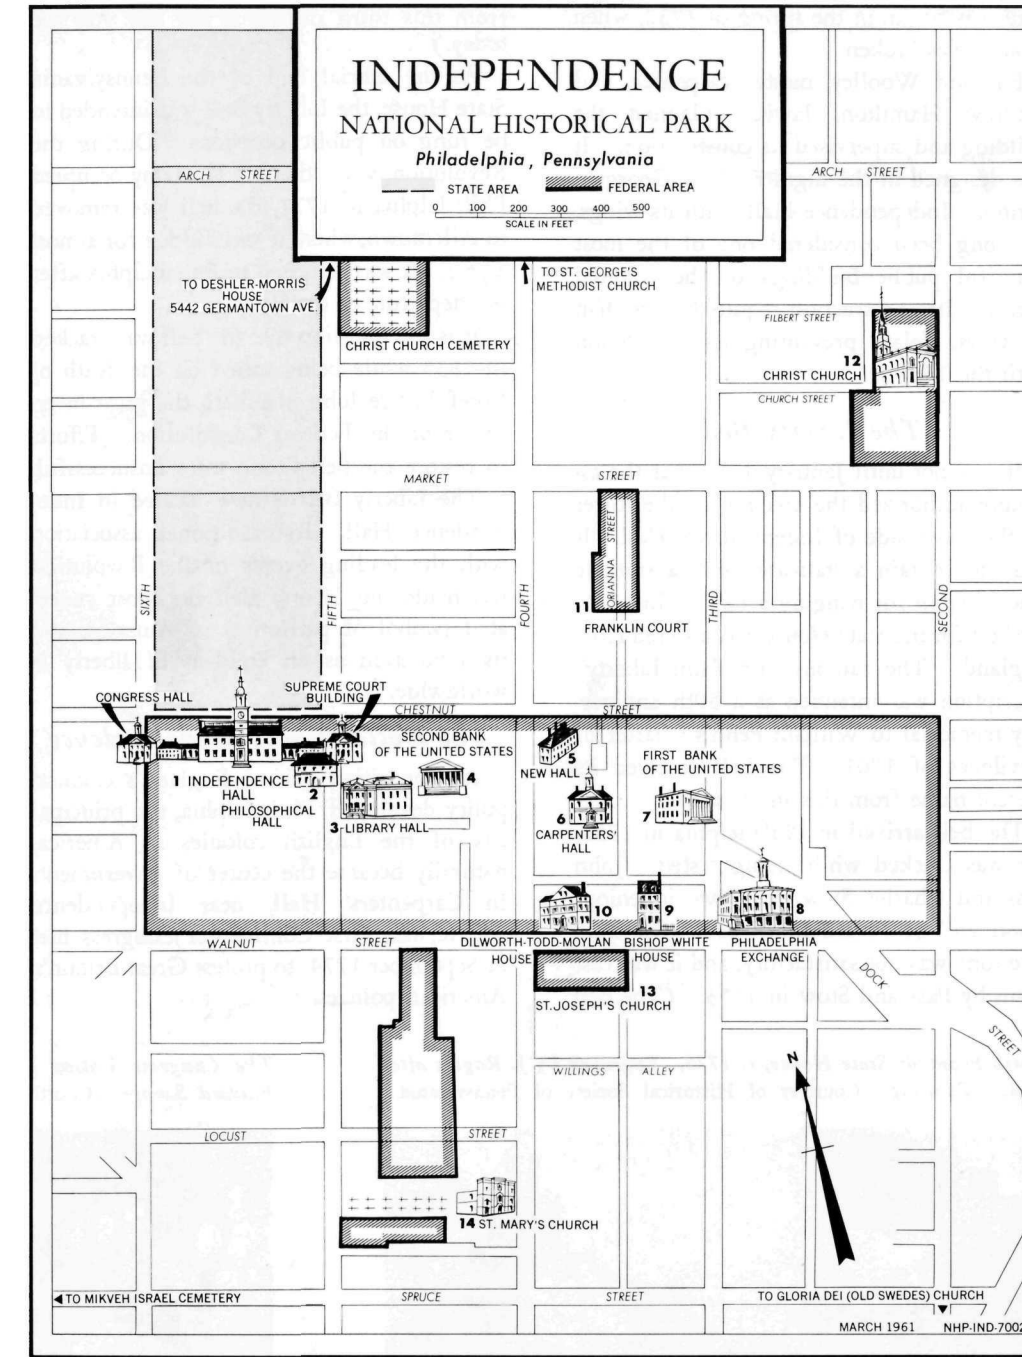 INDEPENDENCE
NATIONAL HISTORICAL PARK
Philadelphia, Pennsylvania
STATE AREA
FEDERAL AREA
0 100 200 300 400 500
SCALE IN FEET
ARCH STREET
ARCH STREET
TO DESHLER-MORRIS
HOUSE
5442 GERMANTOWN AVE.
TO ST. GEORGE'S
METHODIST CHURCH
CHRIST CHURCH CEMETERY
FILBERT STREET
12
CHRIST CHURCH
CHURCH STREET
MARKET STREET
SIXTH
FIFTH
FOURTH
ORIANNA STREET
THIRD
SECOND
11
FRANKLIN COURT
CONGRESS HALL
SUPREME COURT
BUILDING
CHESTNUT STREET
1 INDEPENDENCE
HALL
2
PHILOSOPHICAL
HALL
3-LIBRARY HALL
SECOND BANK
OF THE UNITED STATES
4
5
NEW HALL
6
CARPENTERS'
HALL
FIRST BANK
OF THE UNITED STATES
7
10
9
8
WALNUT STREET
DILWORTH-TODD-MOYLAN
HOUSE
BISHOP WHITE
HOUSE
PHILADELPHIA
EXCHANGE
DOCK STREET
13
ST. JOSEPH'S CHURCH
WILLINGS ALLEY
N
LOCUST STREET
14 ST. MARY'S CHURCH
TO MIKVEH ISRAEL CEMETERY
SPRUCE STREET
TO GLORIA DEI (OLD SWEDES) CHURCH
MARCH 1961 NHP-IND-7002